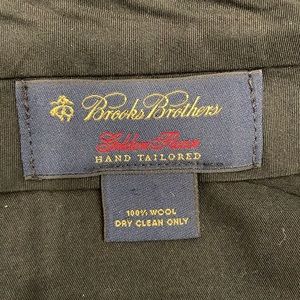 Brooks Brothers
Golden Fleece
HAND TAILORED
100% WOOL
DRY CLEAN ONLY